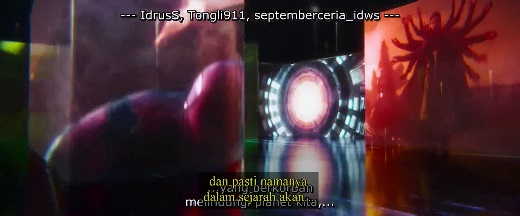 --- IdrusS, Tongli911, septemberceria_idws ---
dan pasti namanya
dalam sejarah akan...
...yang berkorban
melindungi planet kita,...